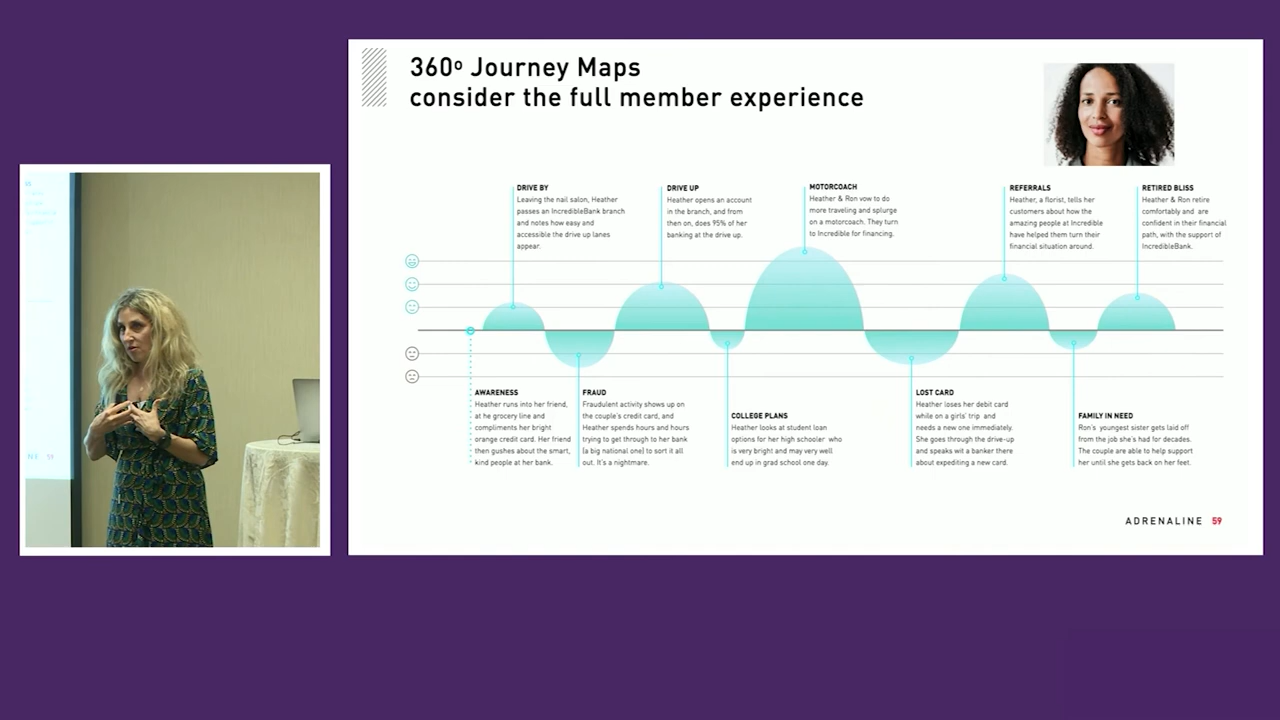 360º Journey Maps
consider the full member experience
DRIVE BY
Leaving the nail salon, Heather
passes an IncredibleBank branch
and notes how easy and
accessible the drive up lanes
appear.
DRIVE UP
Heather opens an account
in the branch, and from
then on, does 95% of her
banking at the drive up.
MOTORCOACH
Heather & Ron vow to do
more traveling and splurge
on a motorcoach. They turn
to Incredible for financing.
REFERRALS
Heather, a florist, tells her
customers about how the
amazing people at Incredible
have helped them turn their
financial situation around.
RETIRED BLISS
Heather & Ron retire
comfortably and are
confident in their financial
path, with the support of
IncredibleBank.
AWARENESS
Heather runs into her friend,
at he grocery line and
compliments her bright
orange credit card. Her friend
then gushes about the smart,
kind people at her bank.
FRAUD
Fraudulent activity shows up on
the couple's credit card, and
Heather spends hours and hours
trying to get through to her bank
(a big national one) to sort it all
out. It's a nightmare.
COLLEGE PLANS
Heather looks at student loan
options for her high schooler who
is very bright and may very well
end up in grad school one day.
LOST CARD
Heather loses her debit card
while on a girls' trip and
needs a new one immediately.
She goes through the drive-up
and speaks wit a banker there
about expediting a new card.
FAMILY IN NEED
Ron's youngest sister gets laid off
from the job she's had for decades.
The couple are able to help support
her until she gets back on her feet.
ADRENALINE 59